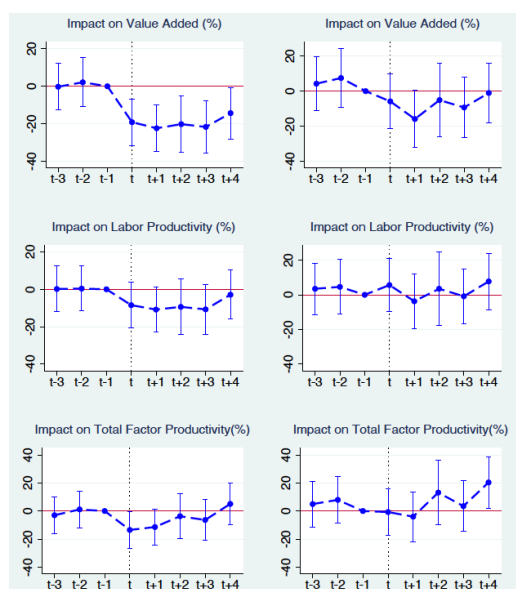 Impact on Value Added (%)
20
0
-20
-40
t-3 t-2 t-1 t t+1 t+2 t+3 t+4
Impact on Value Added (%)
20
0
-20
-40
t-3 t-2 t-1 t t+1 t+2 t+3 t+4
Impact on Labor Productivity (%)
20
0
-20
-40
t-3 t-2 t-1 t t+1 t+2 t+3 t+4
Impact on Labor Productivity (%)
20
0
-20
-40
t-3 t-2 t-1 t t+1 t+2 t+3 t+4
Impact on Total Factor Productivity(%)
40
20
0
-20
-40
t-3 t-2 t-1 t t+1 t+2 t+3 t+4
Impact on Total Factor Productivity(%)
40
20
0
-20
-40
t-3 t-2 t-1 t t+1 t+2 t+3 t+4